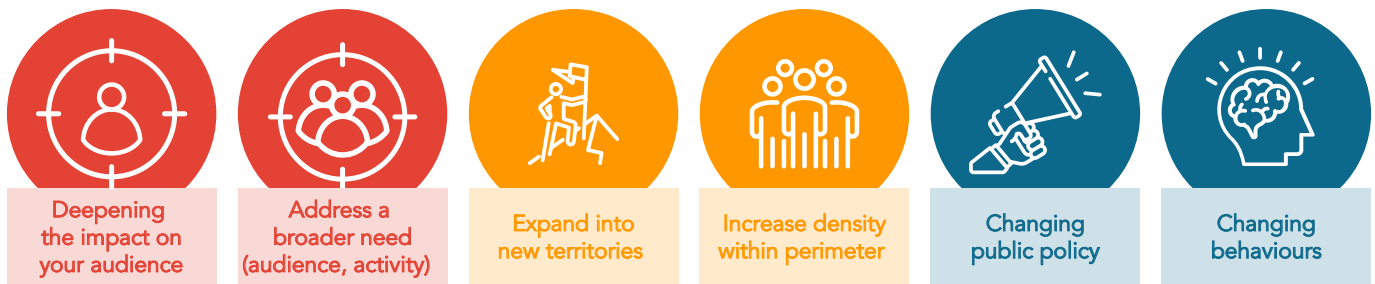 Deepening
the impact on
your audience
Address a
broader need
(audience, activity)
Expand into
new territories
Increase density
within perimeter
Changing
public policy
Changing
behaviours